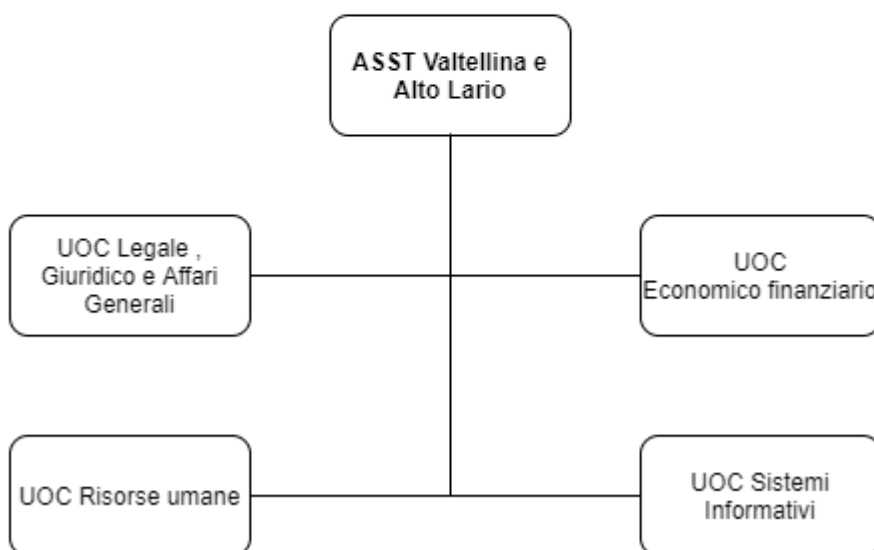 ASST Valtellina e
Alto Lario
UOC Legale ,
Giuridico e Affari
Generali
UOC
Economico finanziario
UOC Risorse umane
UOC Sistemi
Informativi